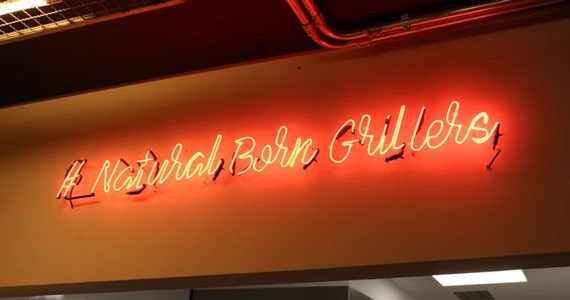 # Natural Born Grillers